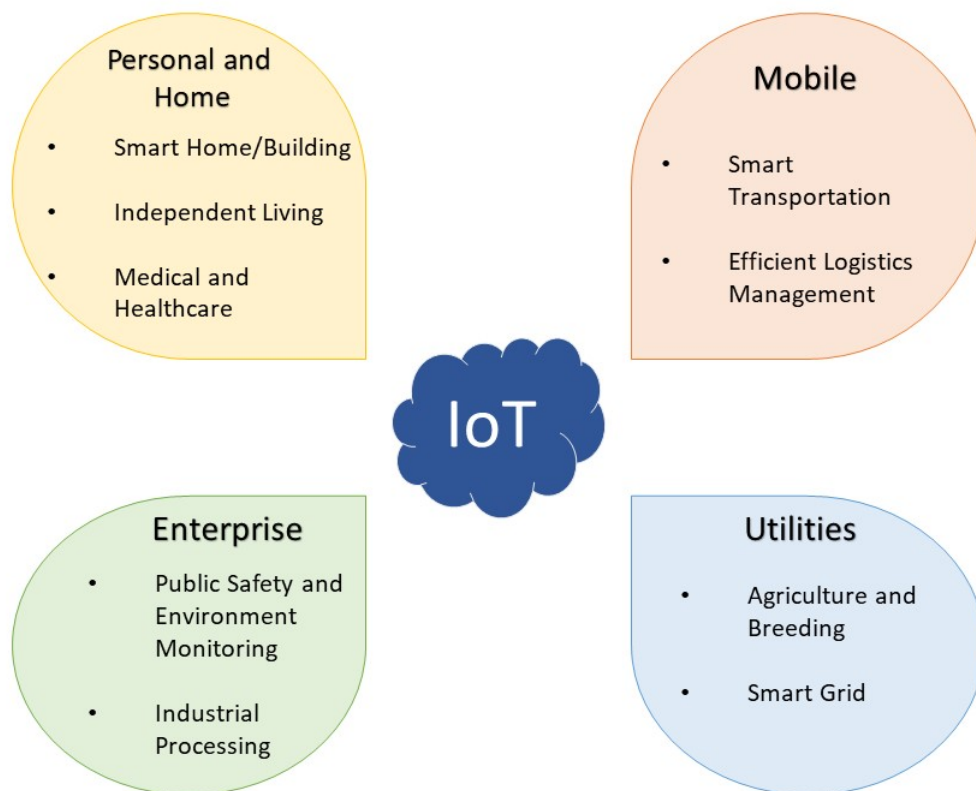 Personal and
Home
• Smart Home/Building
• Independent Living
• Medical and
Healthcare
Mobile
• Smart
Transportation
• Efficient Logistics
Management
IoT
Enterprise
• Public Safety and
Environment
Monitoring
• Industrial
Processing
Utilities
• Agriculture and
Breeding
• Smart Grid